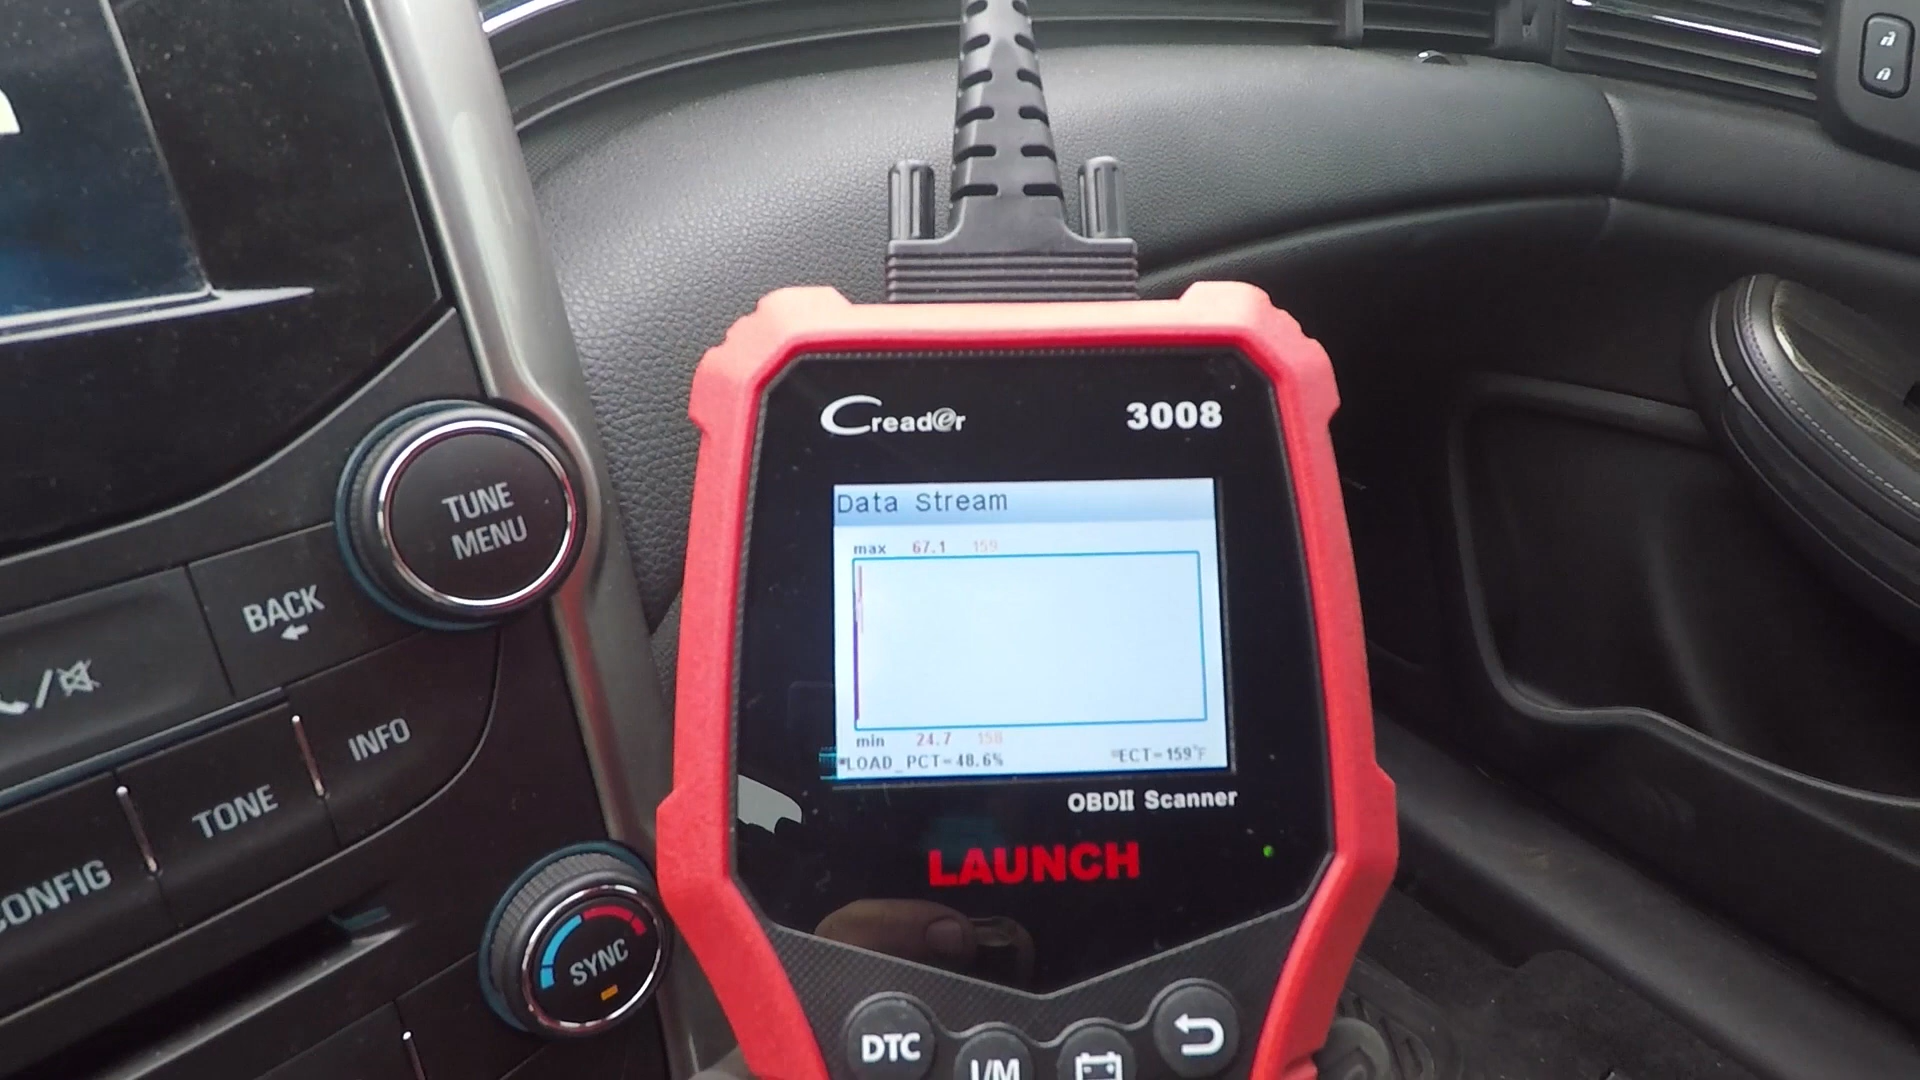 TUNE
MENU
BACK
INFO
TONE
CONFIG
SYNC
Creader 3008
Data Stream
max 67.1 159
min 24.7 158
*LOAD_PCT=48.6% *ECT=159°F
OBDII Scanner
LAUNCH
DTC
I/M